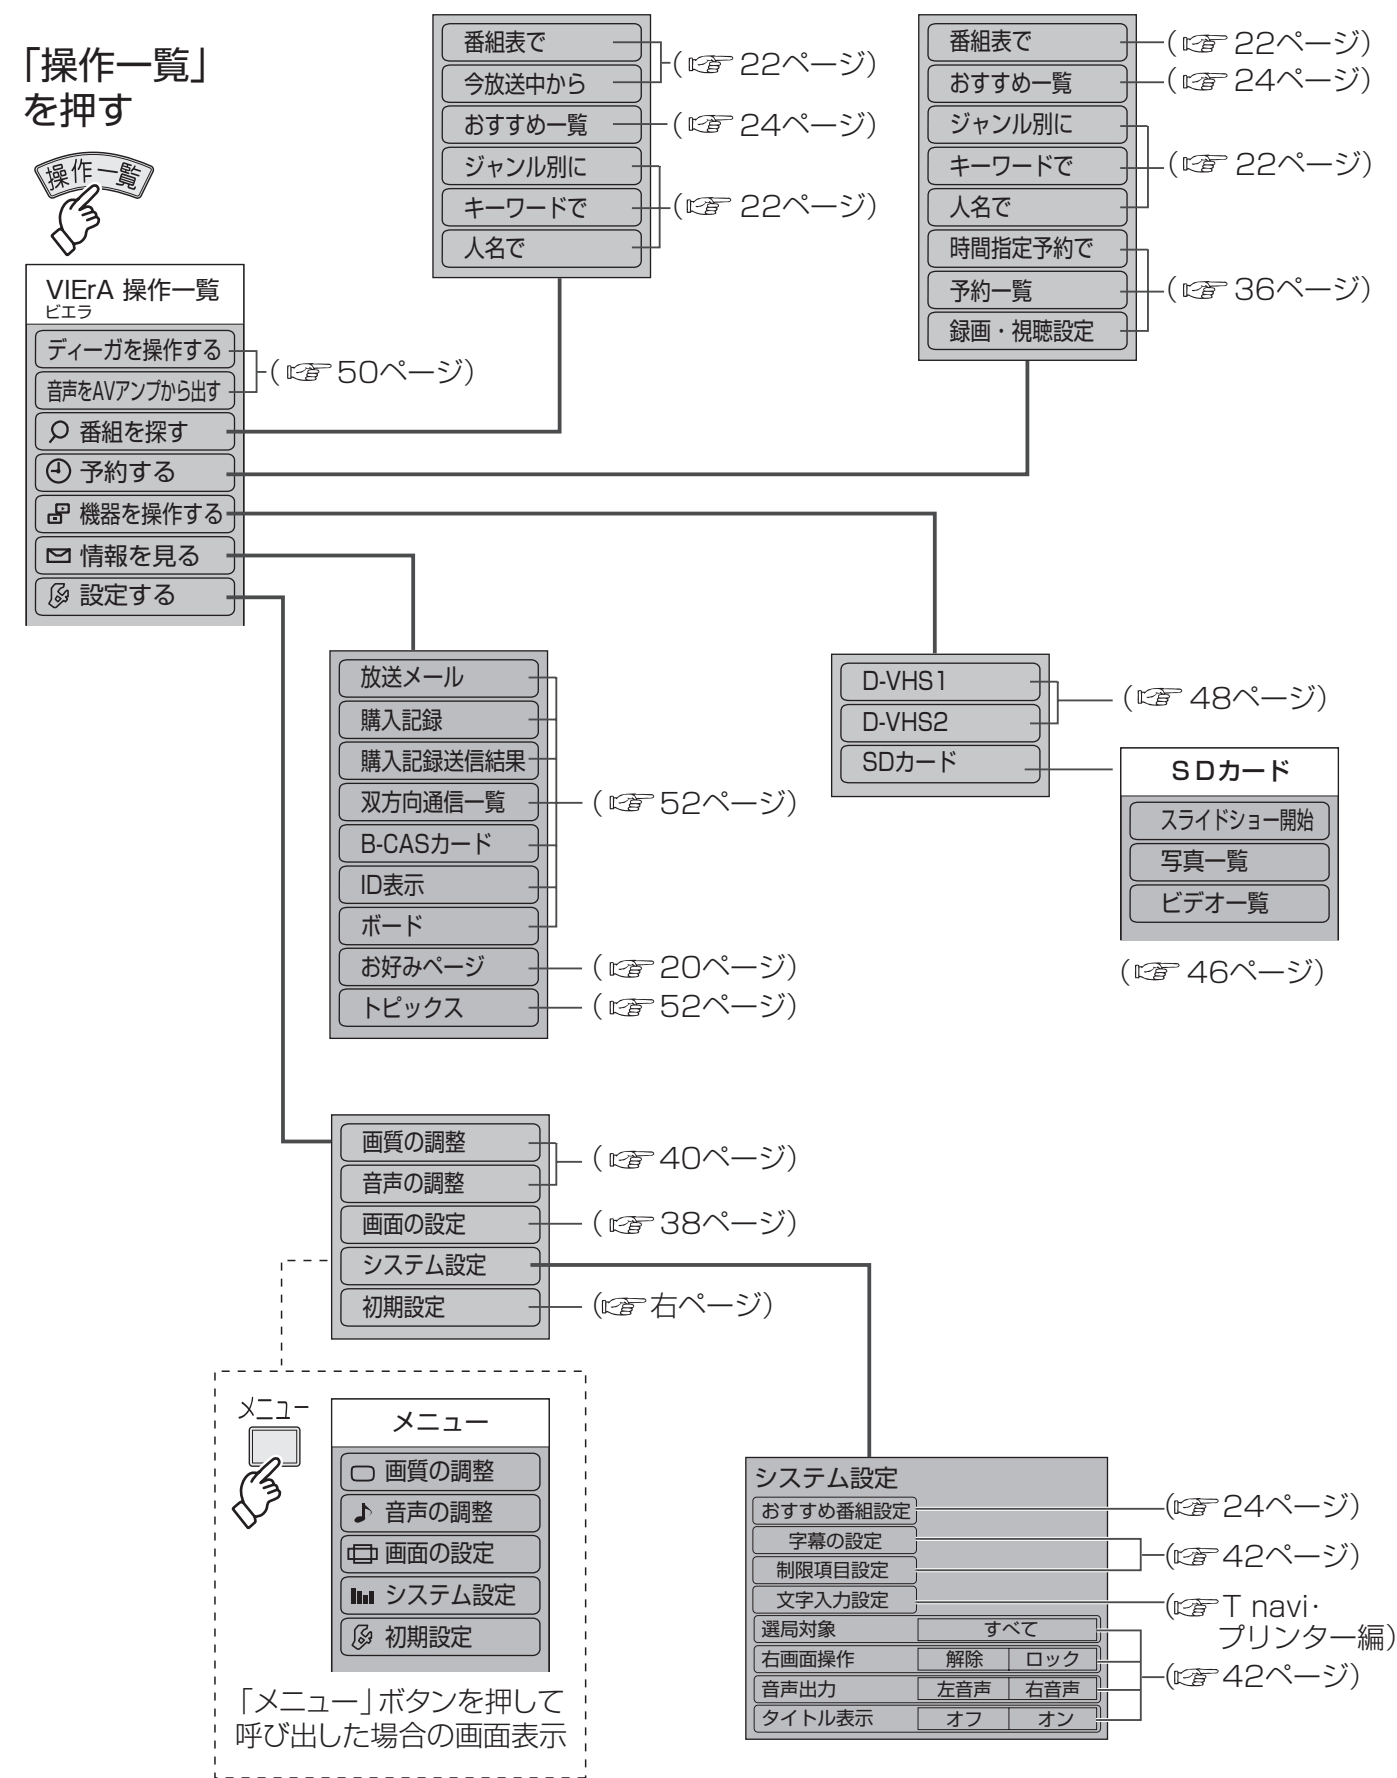 「操作一覧」
を押す
操作一覧
VIErA 操作一覧
ビエラ
ディーガを操作する
音声をAVアンプから出す
(☞50ページ)
番組を探す
予約する
機器を操作する
情報を見る
設定する
番組表で
今放送中から
(☞22ページ)
おすすめ一覧
(☞24ページ)
ジャンル別に
キーワードで
(☞22ページ)
人名で
番組表で
(☞22ページ)
おすすめ一覧
(☞24ページ)
ジャンル別に
キーワードで
(☞22ページ)
人名で
時間指定予約で
予約一覧
(☞36ページ)
録画・視聴設定
放送メール
購入記録
購入記録送信結果
双方向通信一覧
(☞52ページ)
B-CASカード
ID表示
ボード
お好みページ
(☞20ページ)
トピックス
(☞52ページ)
D-VHS1
D-VHS2
(☞48ページ)
SDカード
SDカード
スライドショー開始
写真一覧
ビデオ一覧
(☞46ページ)
画質の調整
音声の調整
(☞40ページ)
画面の設定
(☞38ページ)
システム設定
初期設定
(☞右ページ)
メニュー
メニュー
画質の調整
音声の調整
画面の設定
システム設定
初期設定
「メニュー」ボタンを押して
呼び出した場合の画面表示
システム設定
おすすめ番組設定
(☞24ページ)
字幕の設定
制限項目設定
(☞42ページ)
文字入力設定
(☞T navi・
プリンター編)
選局対象 すべて
右画面操作 解除 ロック
音声出力 左音声 右音声
タイトル表示 オフ オン
(☞42ページ)